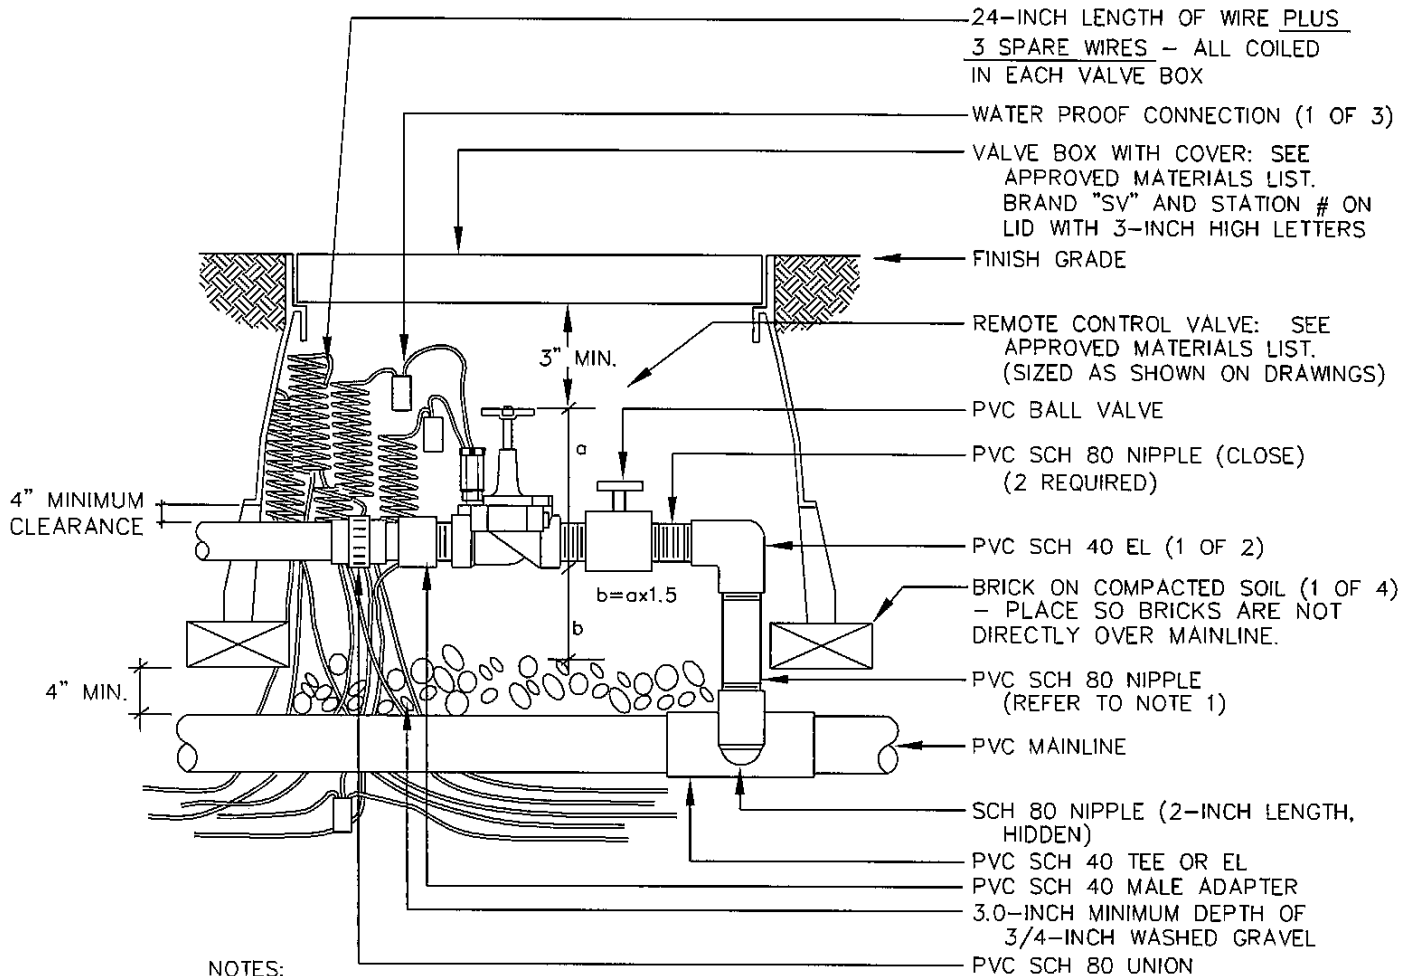 24-INCH LENGTH OF WIRE PLUS
3 SPARE WIRES - ALL COILED
IN EACH VALVE BOX
WATER PROOF CONNECTION (1 OF 3)
VALVE BOX WITH COVER: SEE
APPROVED MATERIALS LIST.
BRAND "SV" AND STATION # ON
LID WITH 3-INCH HIGH LETTERS
FINISH GRADE
REMOTE CONTROL VALVE: SEE
APPROVED MATERIALS LIST.
(SIZED AS SHOWN ON DRAWINGS)
3" MIN.
PVC BALL VALVE
a
PVC SCH 80 NIPPLE (CLOSE)
(2 REQUIRED)
4" MINIMUM
CLEARANCE
PVC SCH 40 EL (1 OF 2)
b=ax1.5
BRICK ON COMPACTED SOIL (1 OF 4)
- PLACE SO BRICKS ARE NOT
DIRECTLY OVER MAINLINE.
b
4" MIN.
PVC SCH 80 NIPPLE
(REFER TO NOTE 1)
PVC MAINLINE
SCH 80 NIPPLE (2-INCH LENGTH,
HIDDEN)
PVC SCH 40 TEE OR EL
PVC SCH 40 MALE ADAPTER
3.0-INCH MINIMUM DEPTH OF
3/4-INCH WASHED GRAVEL
PVC SCH 80 UNION
NOTES: